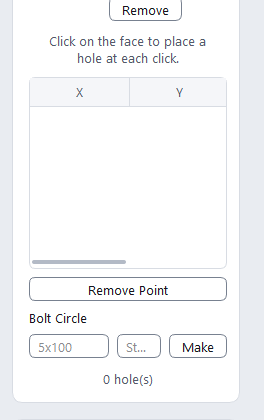 Remove
Click on the face to place a
hole at each click.
X Y
Remove Point
Bolt Circle
5x100 St... Make
0 hole(s)